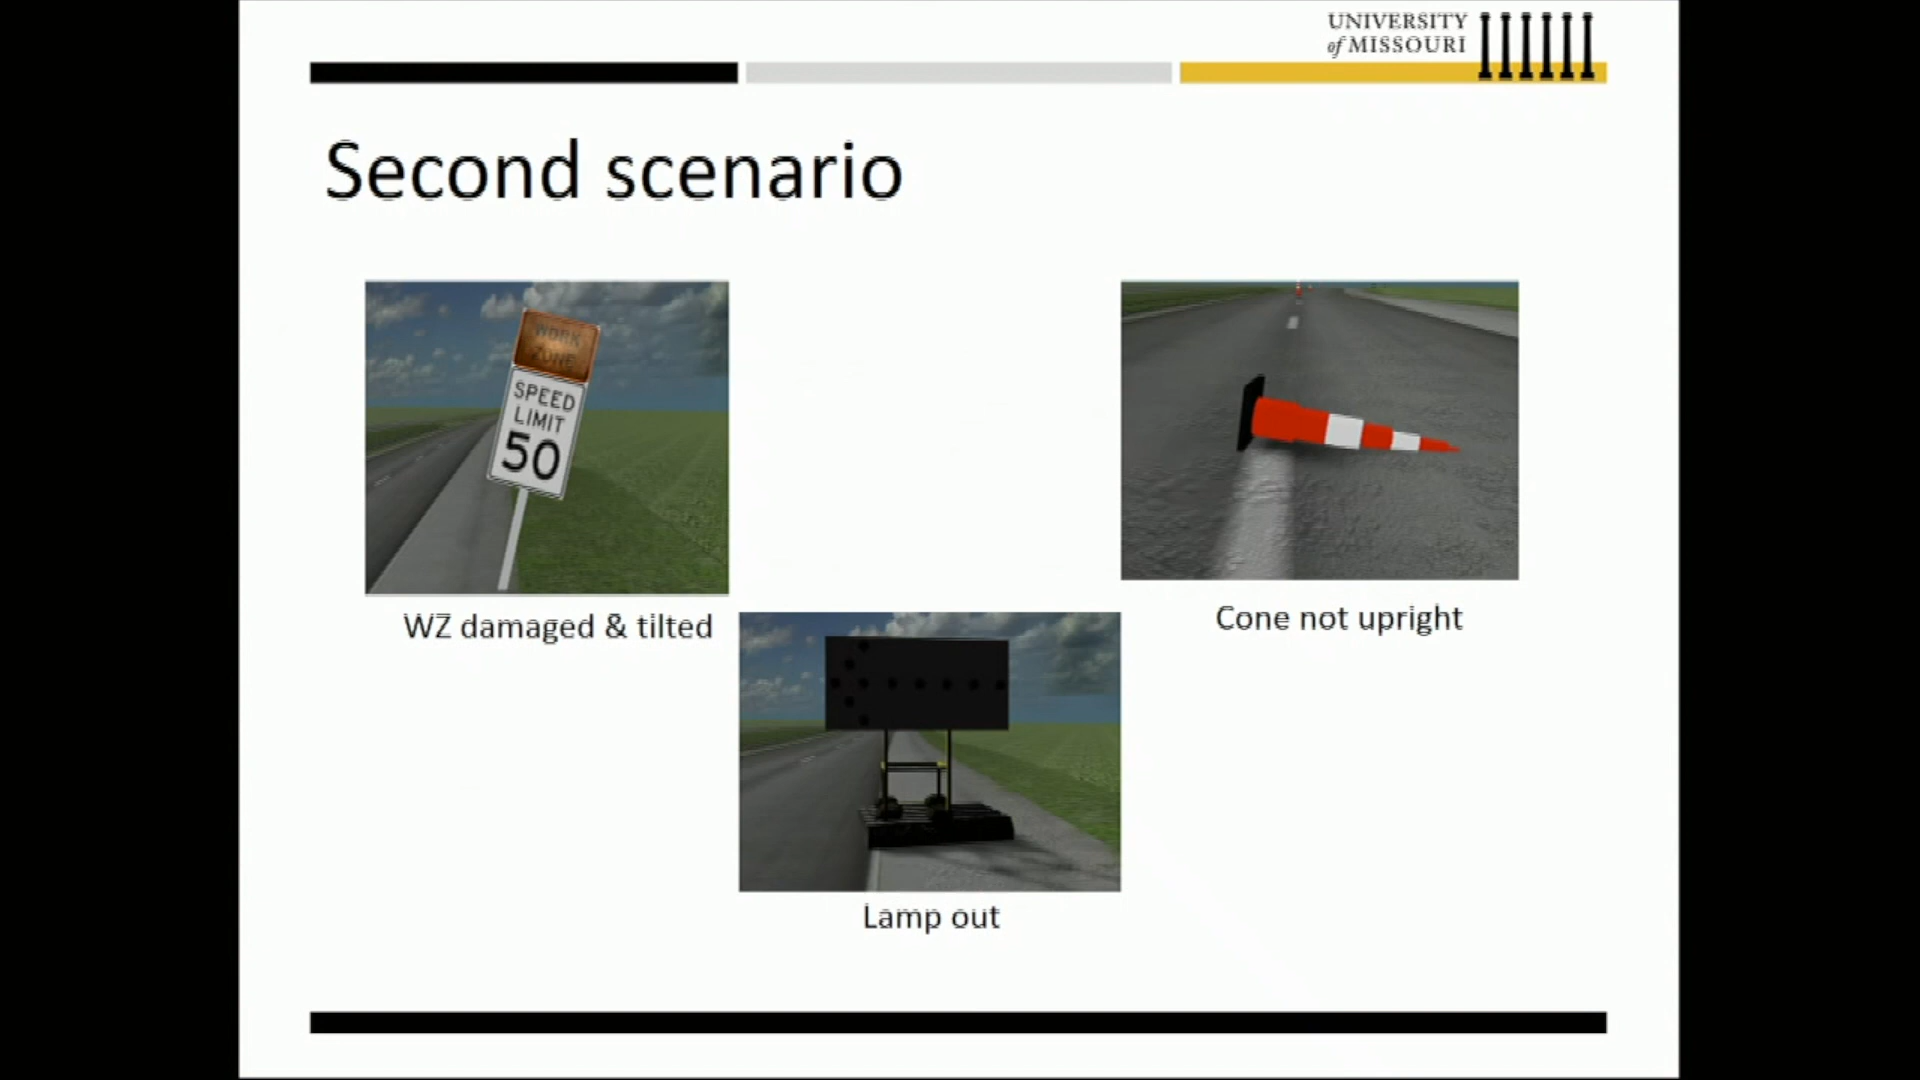 UNIVERSITY
of MISSOURI
Second scenario
WORK
ZONE
SPEED
LIMIT
50
WZ damaged & tilted
Cone not upright
Lamp out